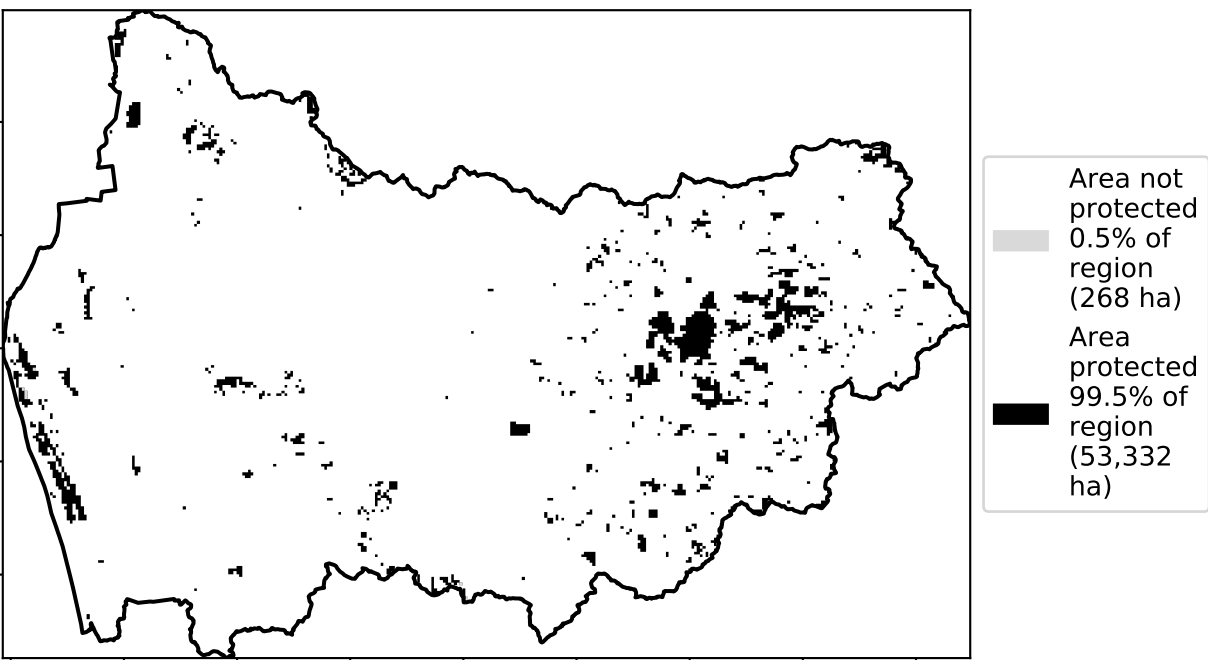 Area not
protected
0.5% of
region
(268 ha)
Area
protected
99.5% of
region
(53,332
ha)